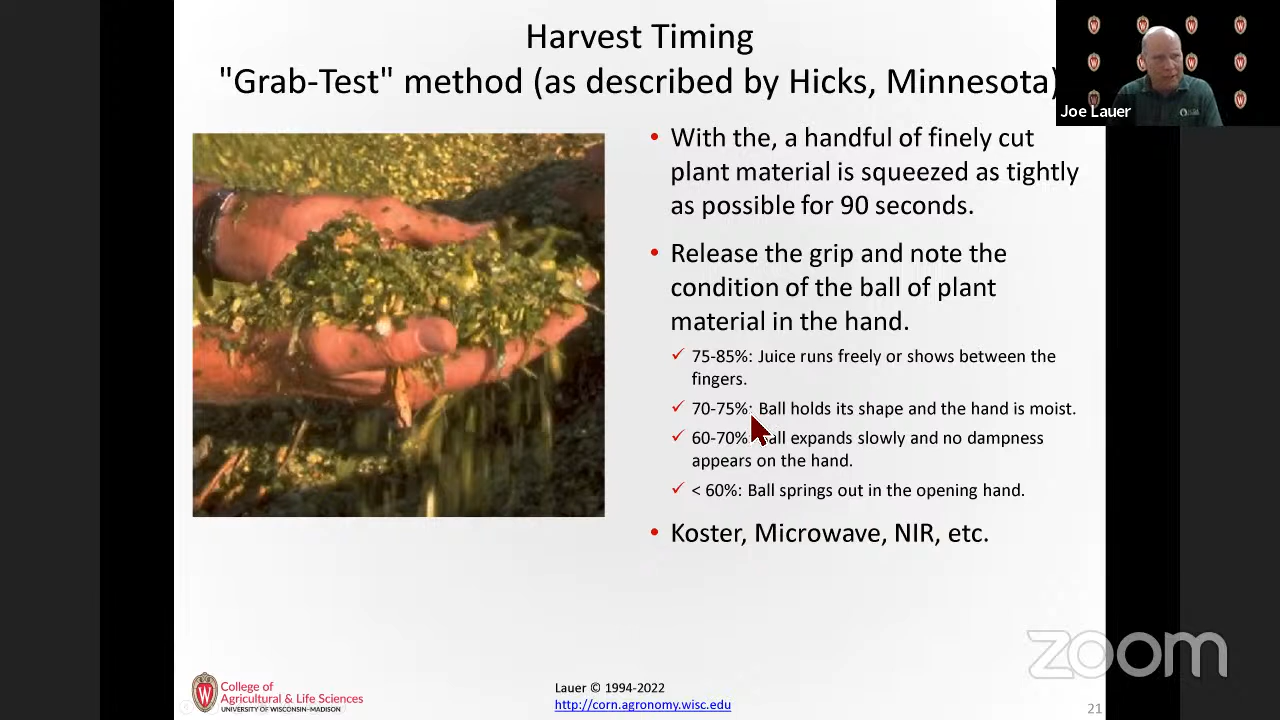 Harvest Timing
"Grab-Test" method (as described by Hicks, Minnesota)
Joe Lauer
• With the, a handful of finely cut
plant material is squeezed as tightly
as possible for 90 seconds.
• Release the grip and note the
condition of the ball of plant
material in the hand.
✓ 75-85%: Juice runs freely or shows between the
fingers.
✓ 70-75%: Ball holds its shape and the hand is moist.
✓ 60-70% Ball expands slowly and no dampness
appears on the hand.
✓ < 60%: Ball springs out in the opening hand.
• Koster, Microwave, NIR, etc.
zoom
College of
Agricultural & Life Sciences
UNIVERSITY OF WISCONSIN-MADISON
Lauer © 1994-2022
http://corn.agronomy.wisc.edu
21